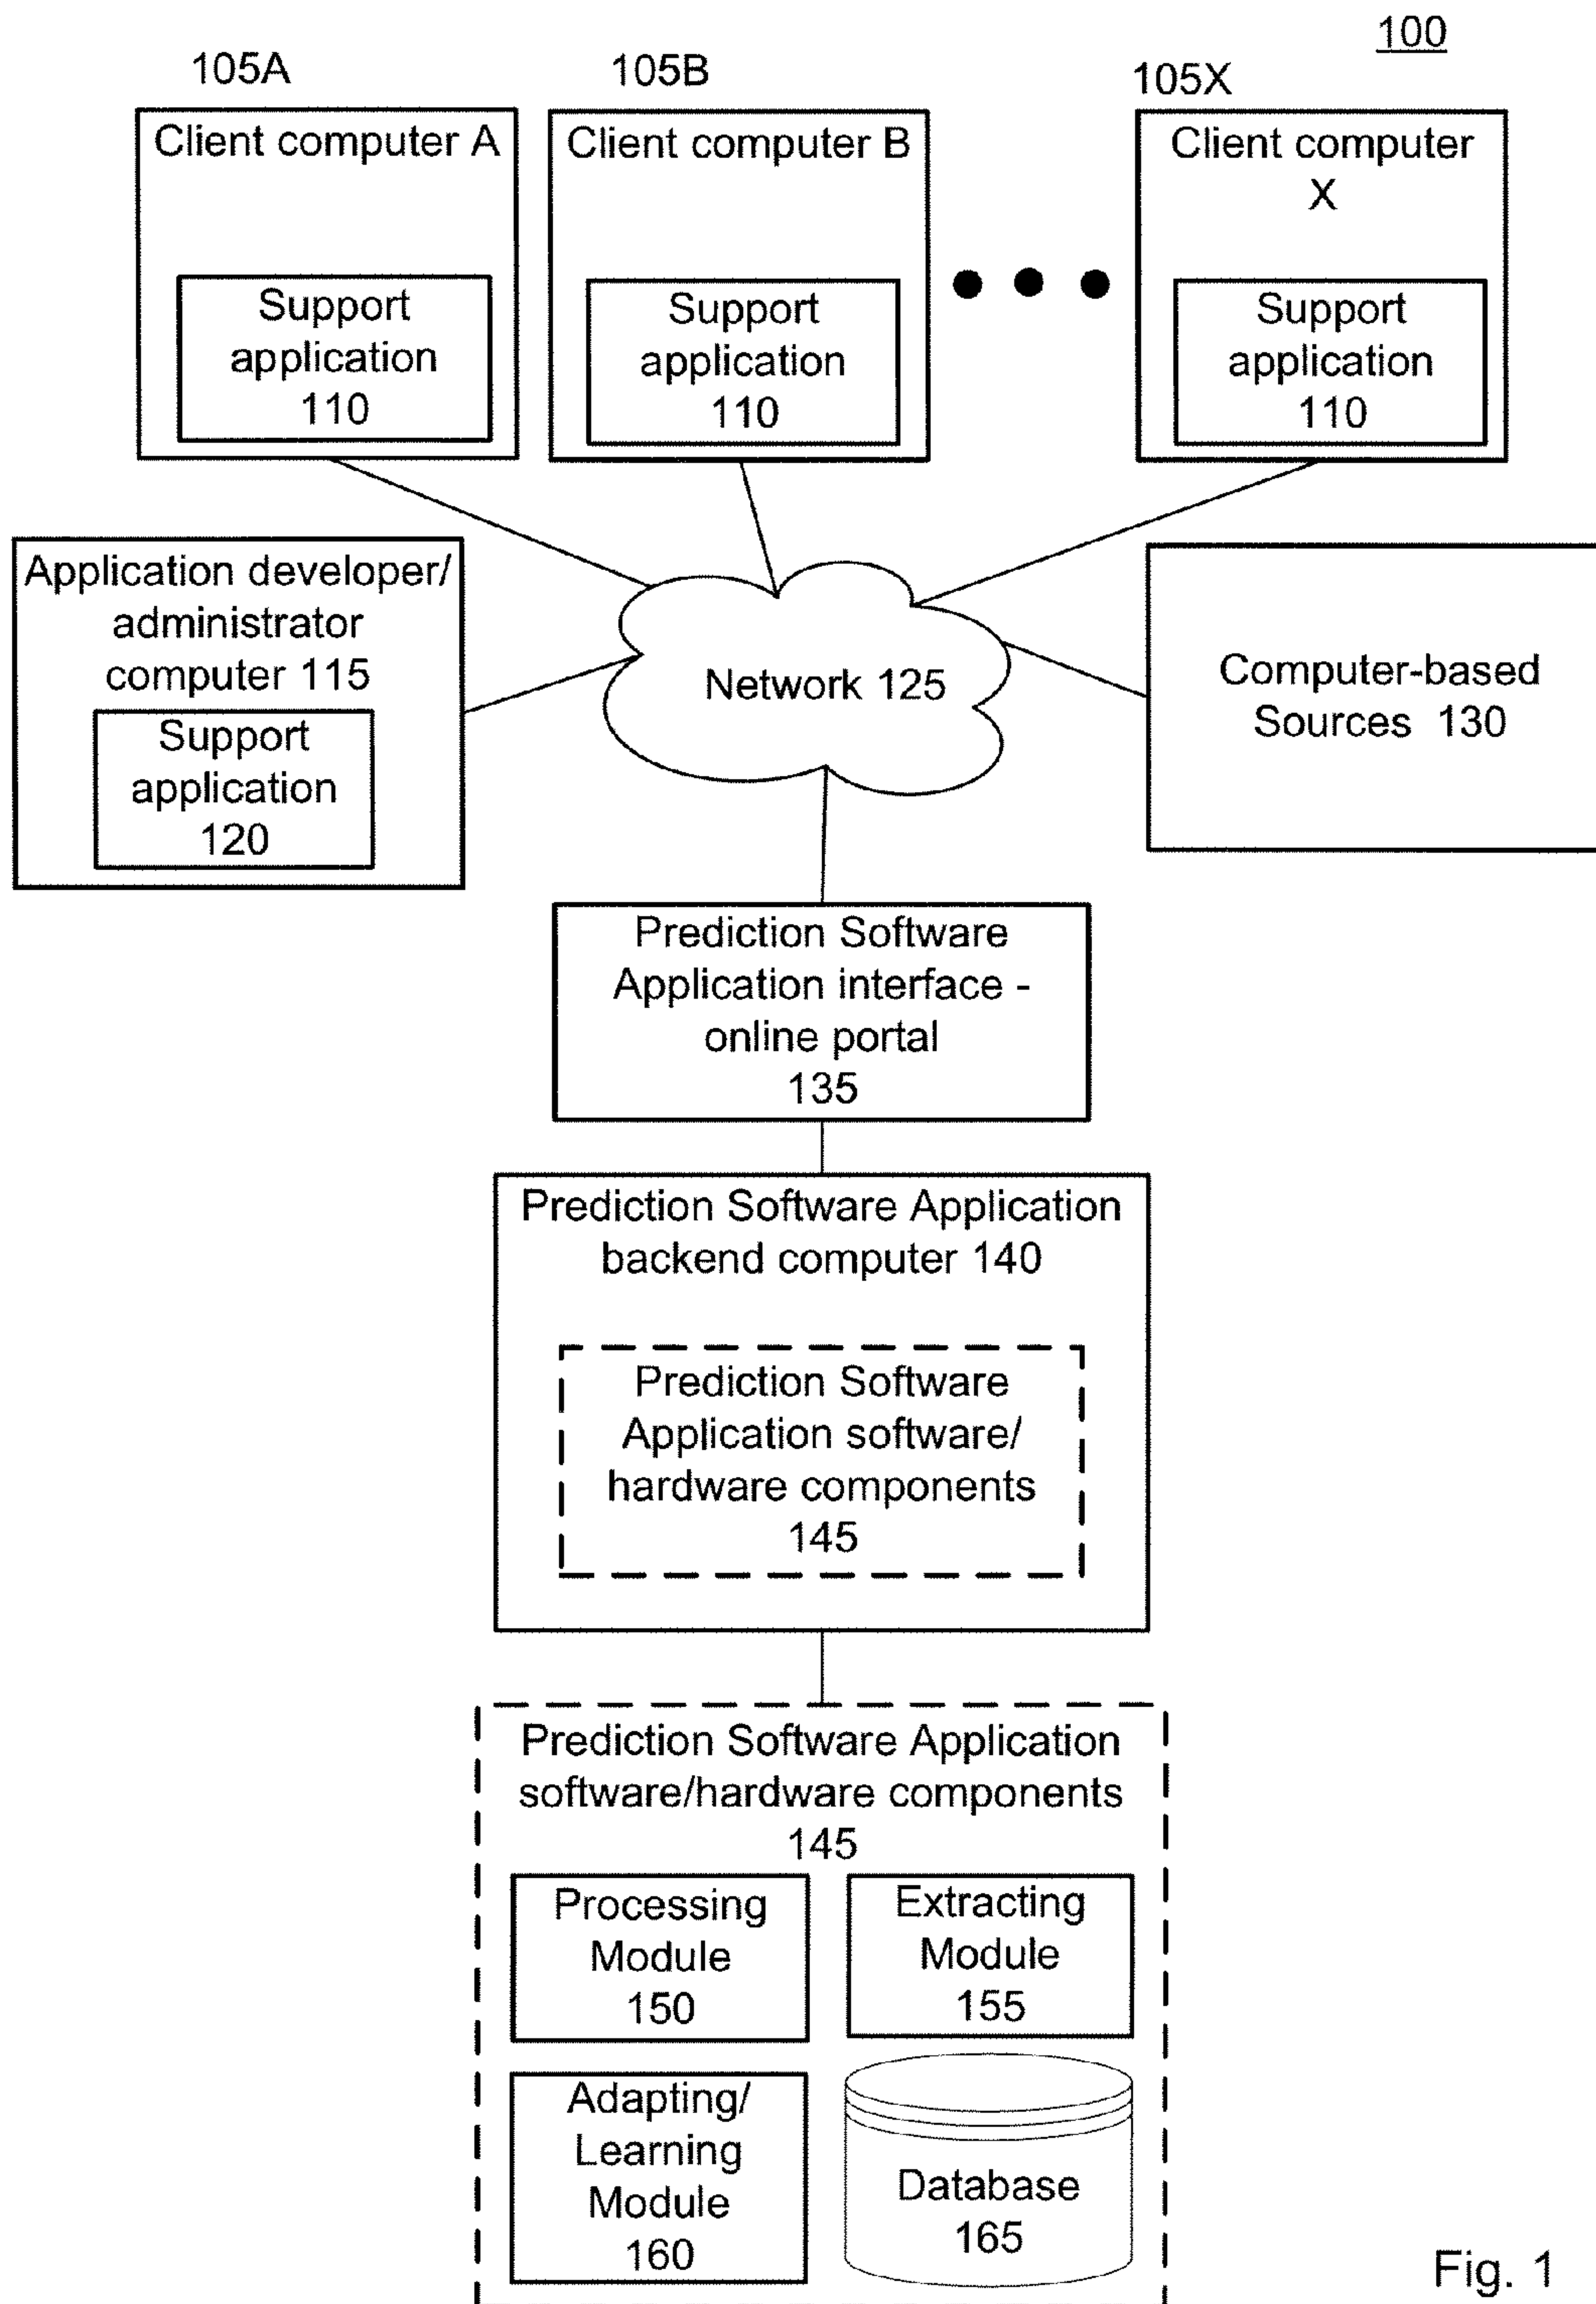 100
105A
105B
105X
Client computer A
Support
application
110
Client computer B
Support
application
110
Client computer
X
Support
application
110
Application developer/
administrator
computer 115
Support
application
120
Network 125
Computer-based
Sources 130
Prediction Software
Application interface -
online portal
135
Prediction Software Application
backend computer 140
Prediction Software
Application software/
hardware components
145
Prediction Software Application
software/hardware components
145
Processing
Module
150
Extracting
Module
155
Adapting/
Learning
Module
160
Database
165
Fig. 1